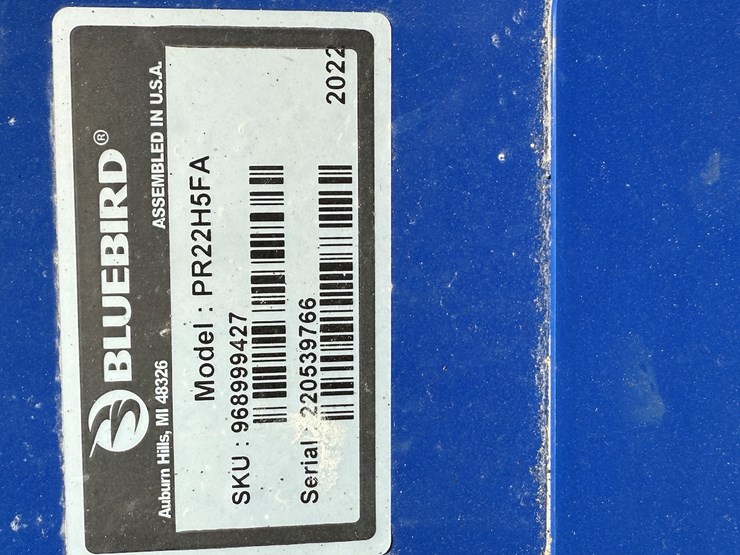 BLUEBIRD®
Auburn Hills, MI 48326 ASSEMBLED IN U.S.A.
Model : PR22H5FA
SKU : 968999427
Serial : 220539766 2022